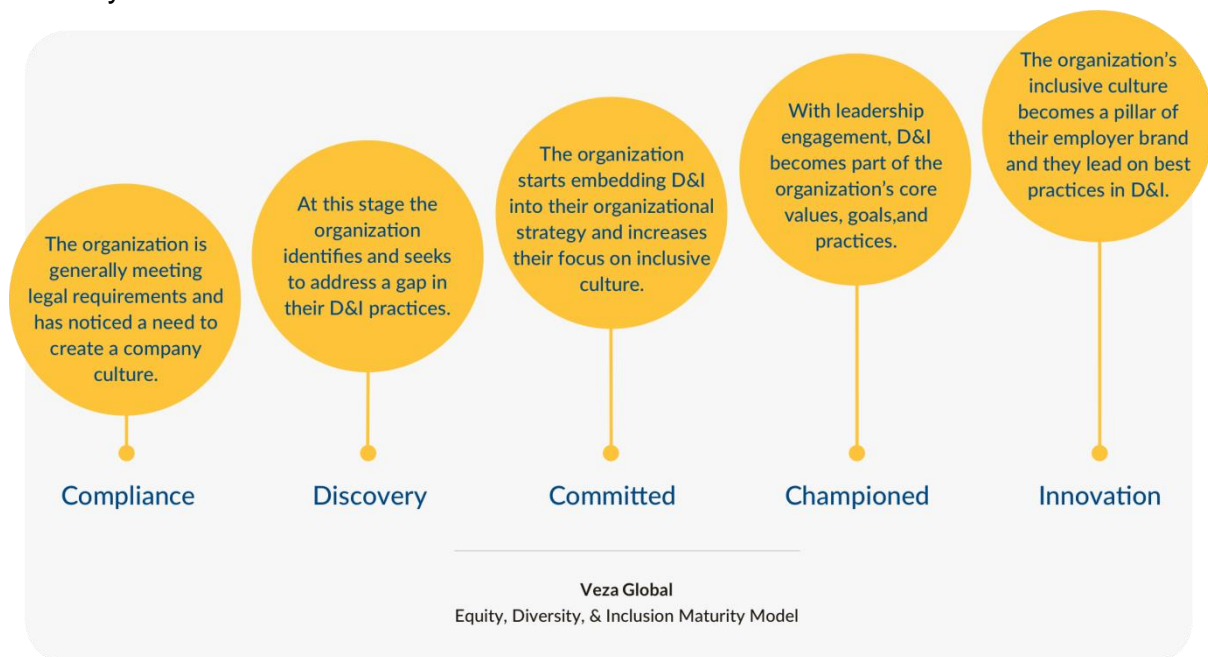 The organization is
generally meeting
legal requirements and
has noticed a need to
create a company
culture.
At this stage the
organization
identifies and seeks
to address a gap in
their D&I practices.
The organization
starts embedding D&I
into their organizational
strategy and increases
their focus on inclusive
culture.
With leadership
engagement, D&I
becomes part of the
organization’s core
values, goals,and
practices.
The organization’s
inclusive culture
becomes a pillar of
their employer brand
and they lead on best
practices in D&I.
Compliance
Discovery
Committed
Championed
Innovation
Veza Global
Equity, Diversity, & Inclusion Maturity Model